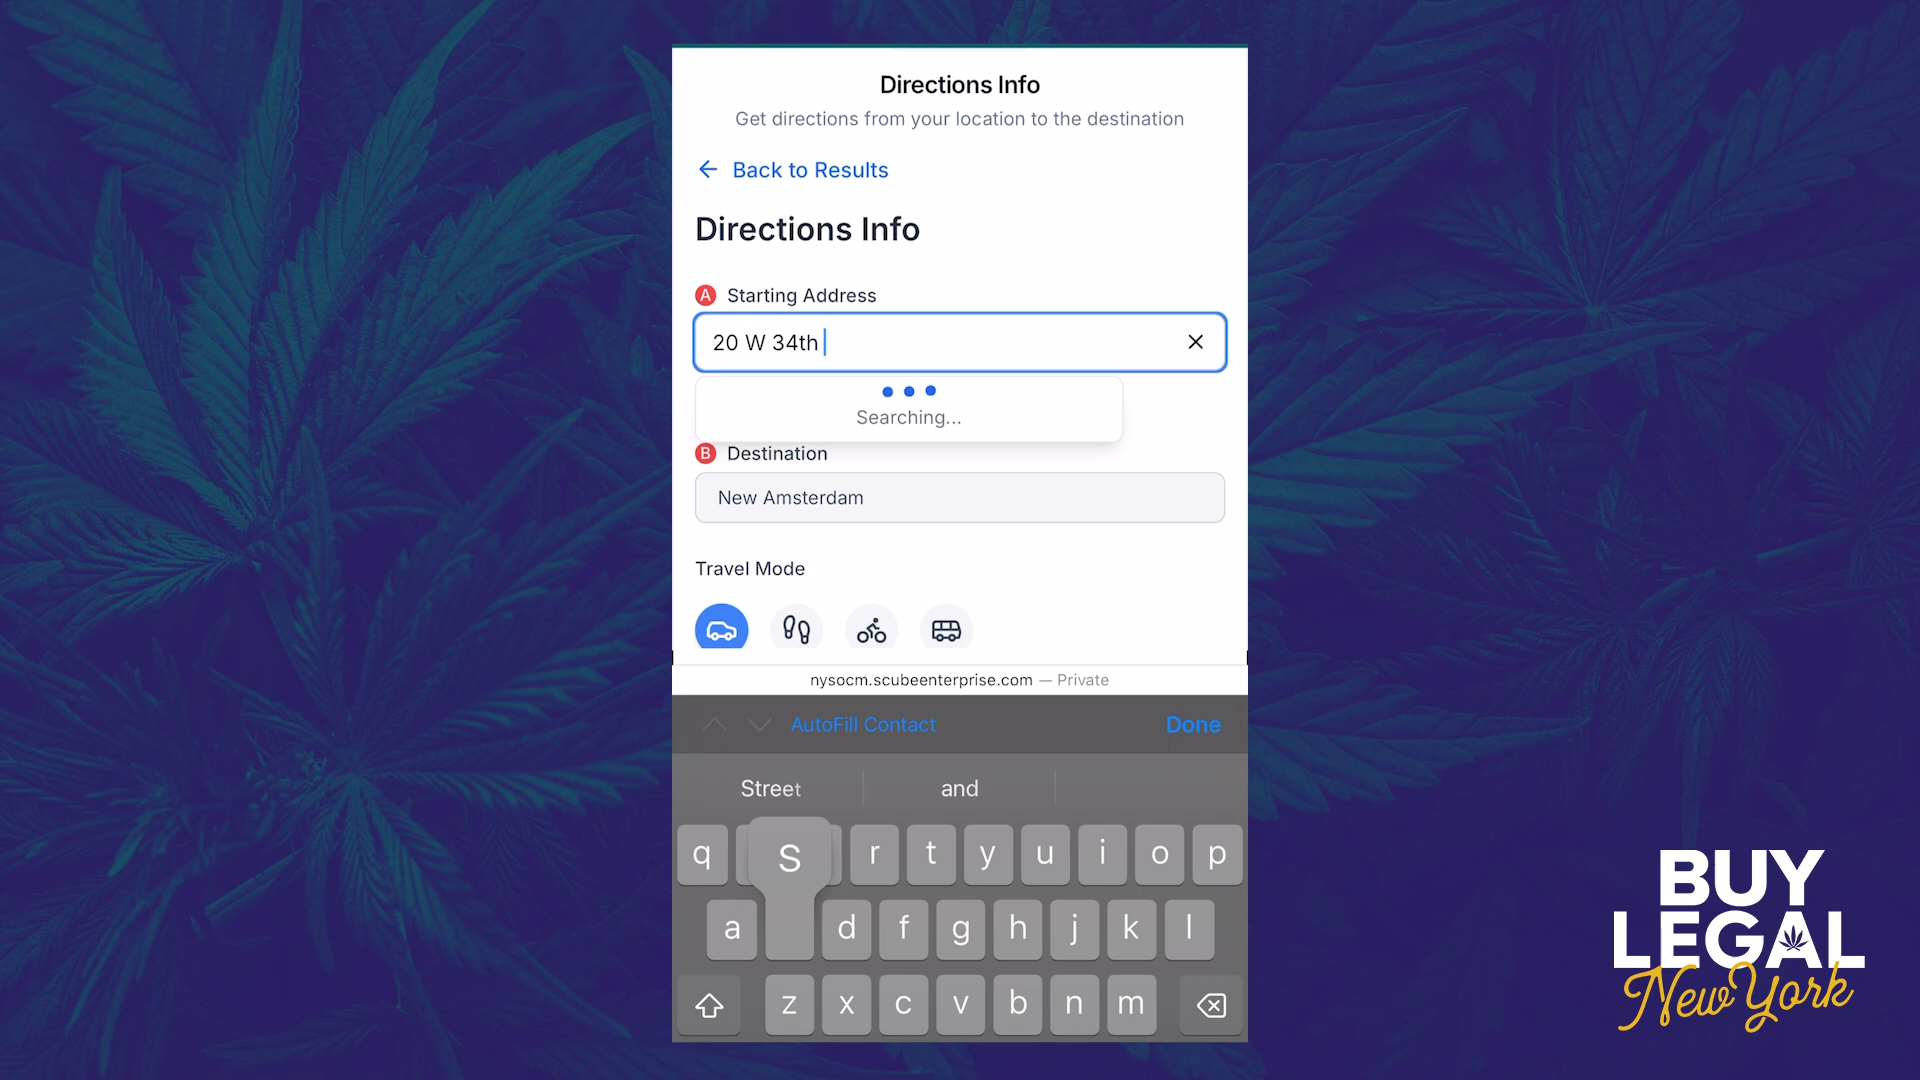 Directions Info
Get directions from your location to the destination
Back to Results
Directions Info
A Starting Address
20 W 34th
Searching...
B Destination
New Amsterdam
Travel Mode
nysocm.scubeenterprise.com — Private
AutoFill Contact Done
Street and
q S r t y u i o p
a d f g h j k l
z x c v b n m
BUY
LEGAL
New York